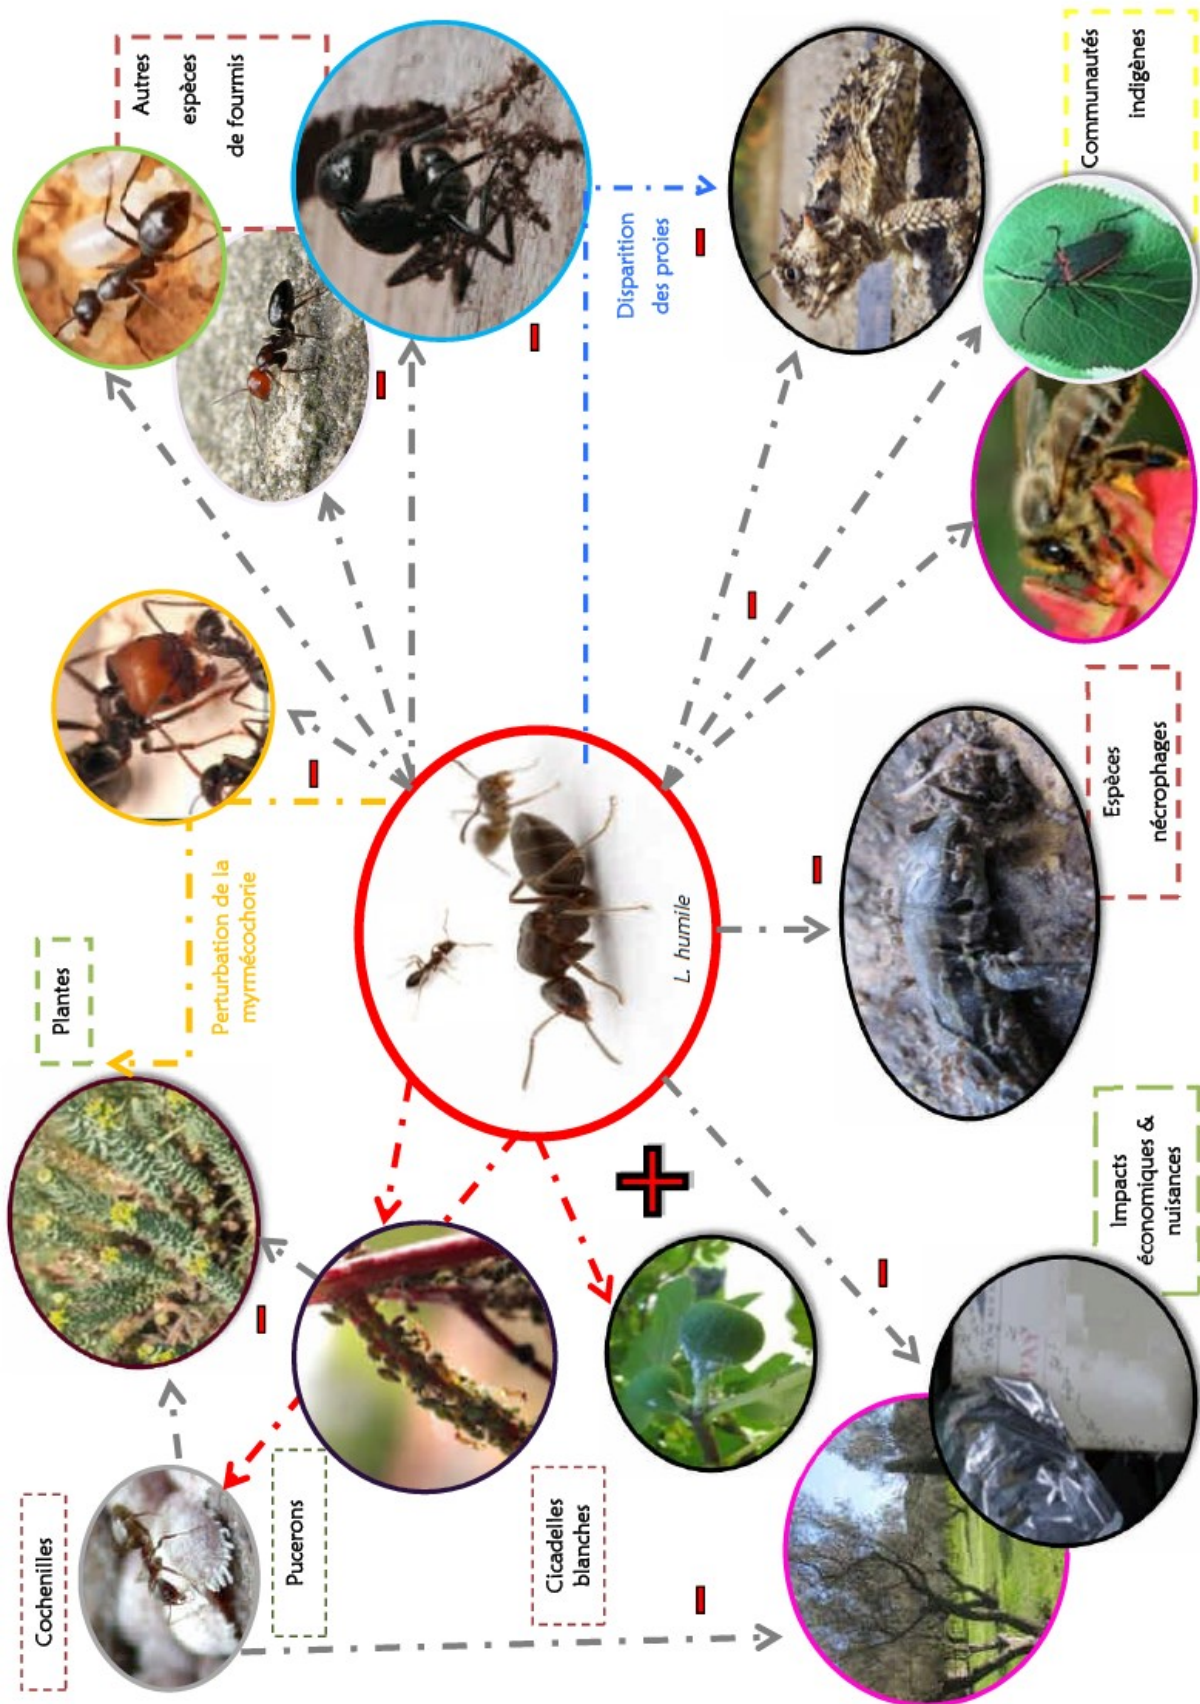 Cochenilles
Plantes
Autres
espèces
de fourmis
Perturbation de la
myrmécochorie
Pucerons
Cicadelles
blanches
Disparition
des proies
L. humile
Impacts
économiques &
nuisances
Espèces
nécrophages
Communautés
indigènes